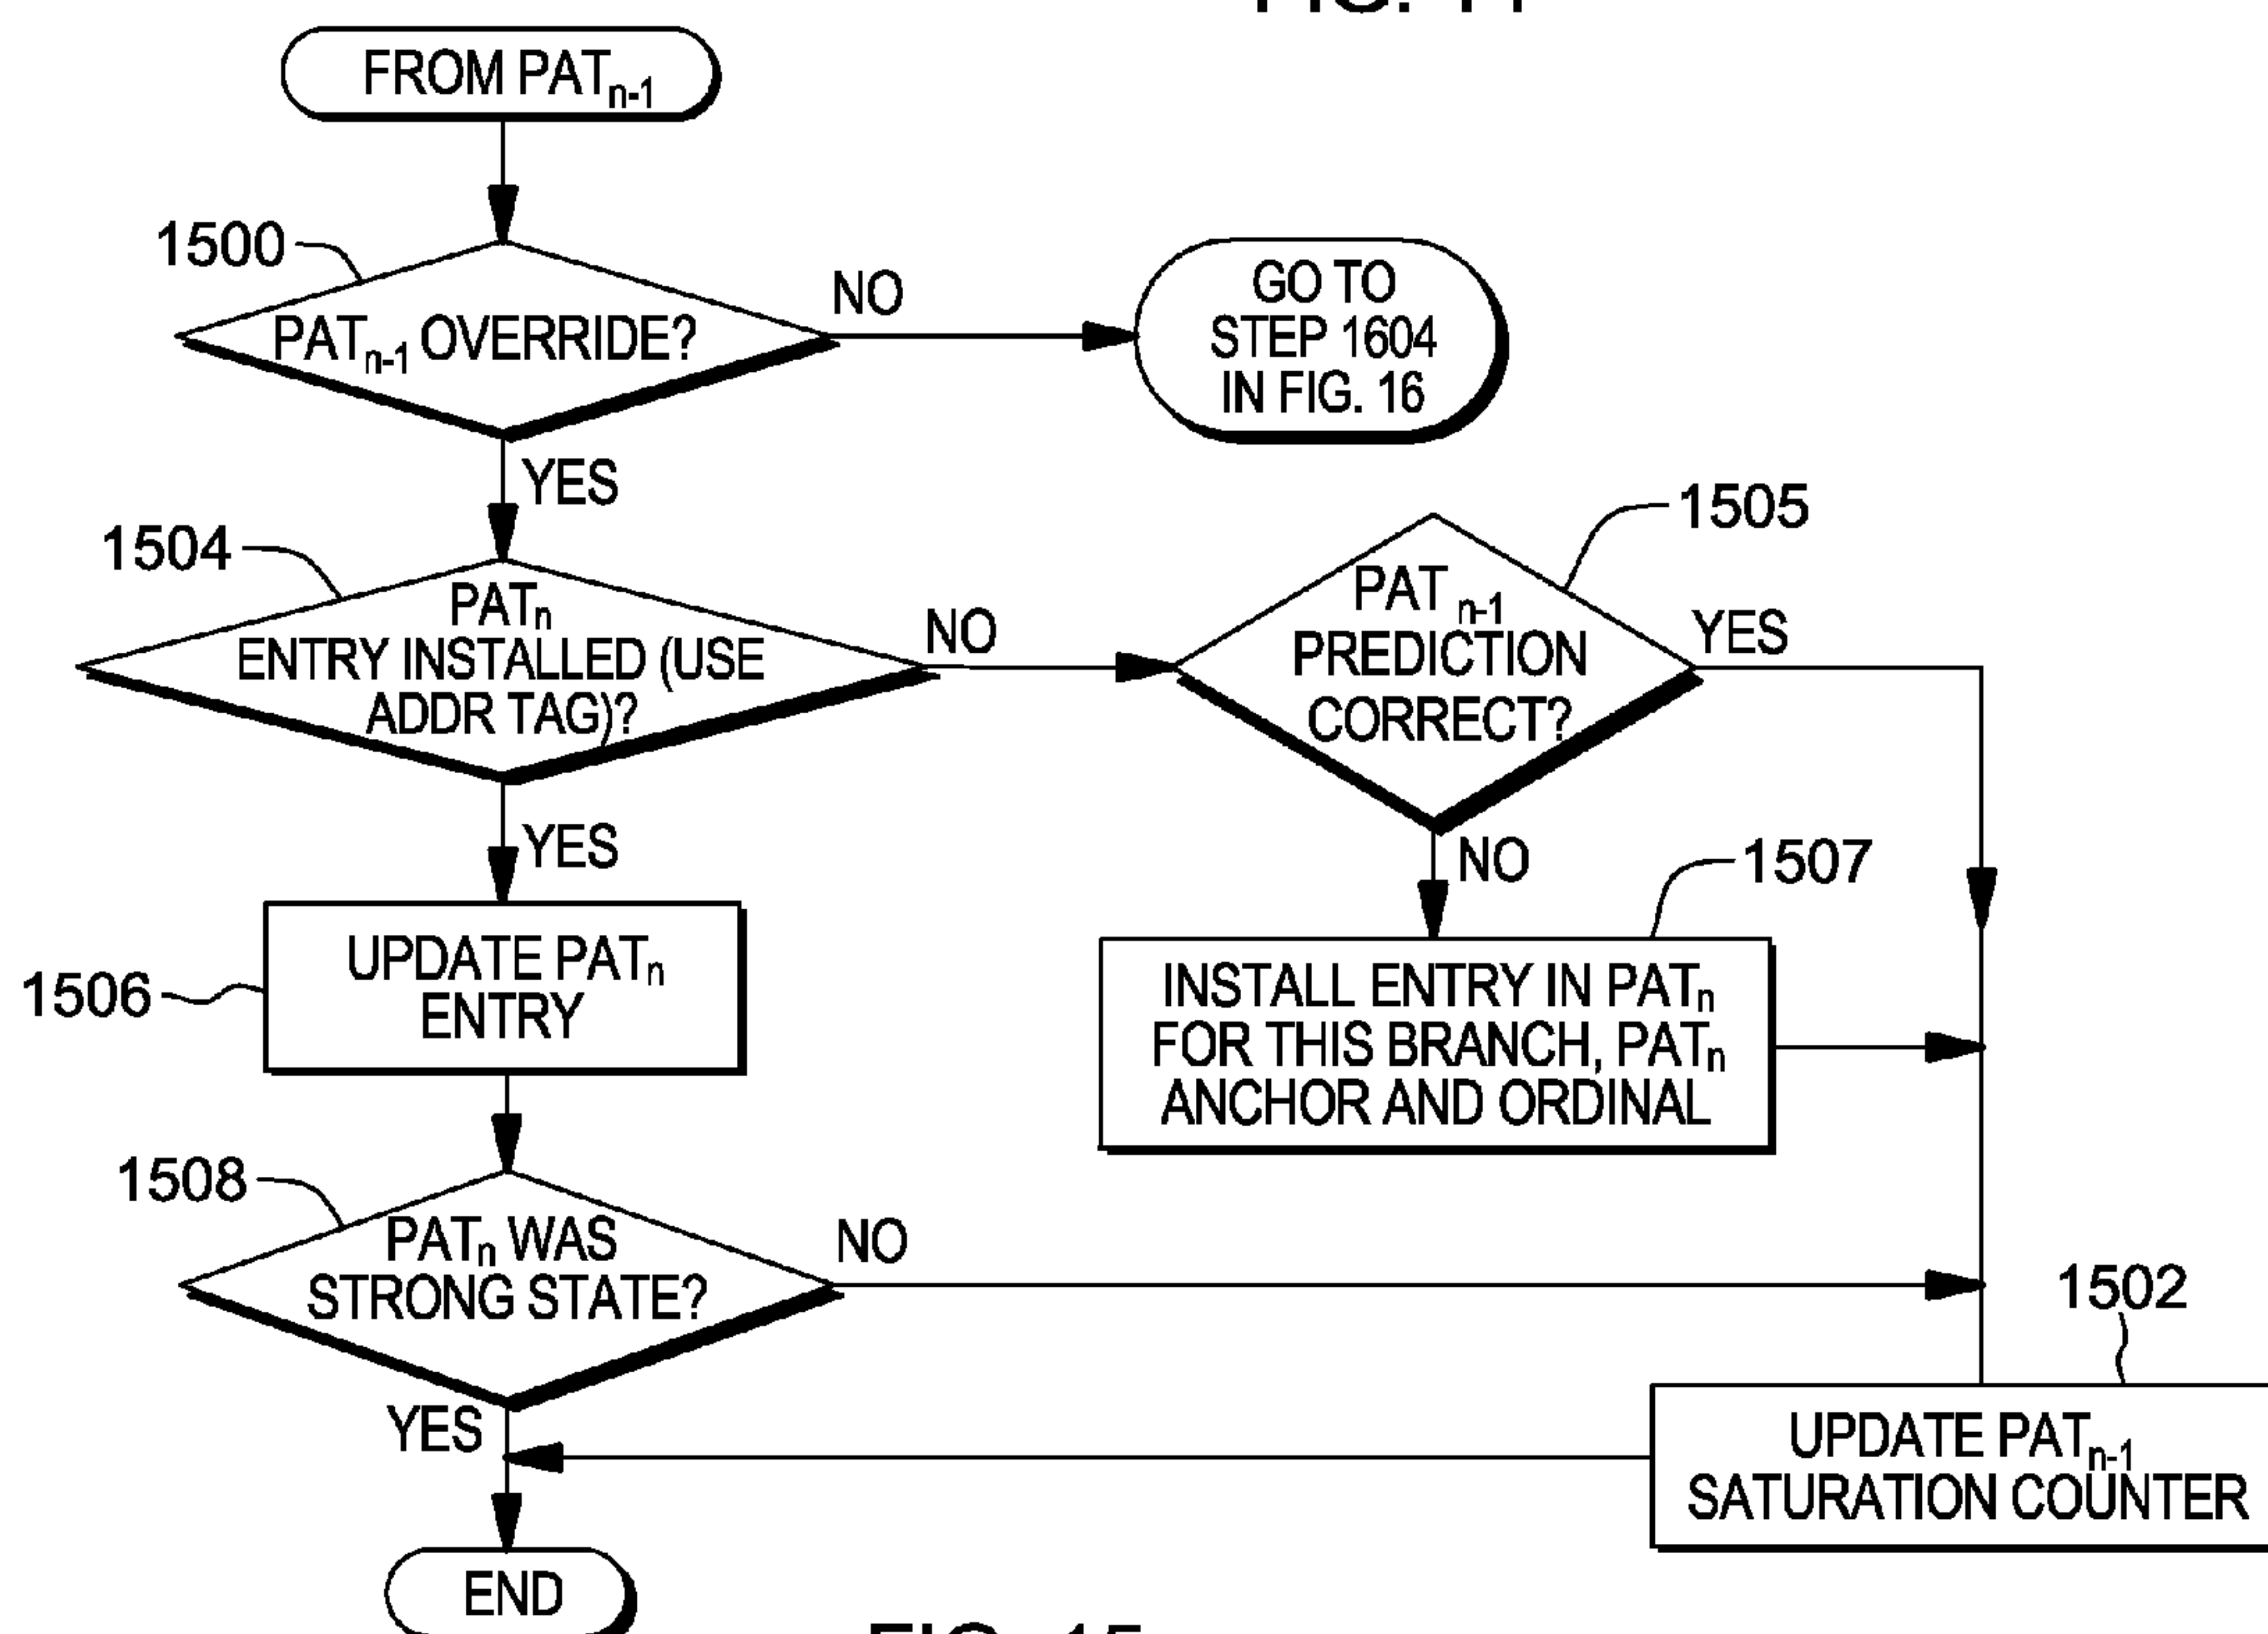 FROM PATn-1
1500
PATn-1 OVERRIDE?
NO
GO TO
STEP 1604
IN FIG. 16
YES
1504
PATn
ENTRY INSTALLED (USE
ADDR TAG)?
NO
1505
PAT n-1
PREDICTION
CORRECT?
YES
YES
NO
1506
UPDATE PATn
ENTRY
1507
INSTALL ENTRY IN PATn
FOR THIS BRANCH, PATn
ANCHOR AND ORDINAL
1508
PATn WAS
STRONG STATE?
NO
1502
YES
UPDATE PATn-1
SATURATION COUNTER
END
FIG. 15